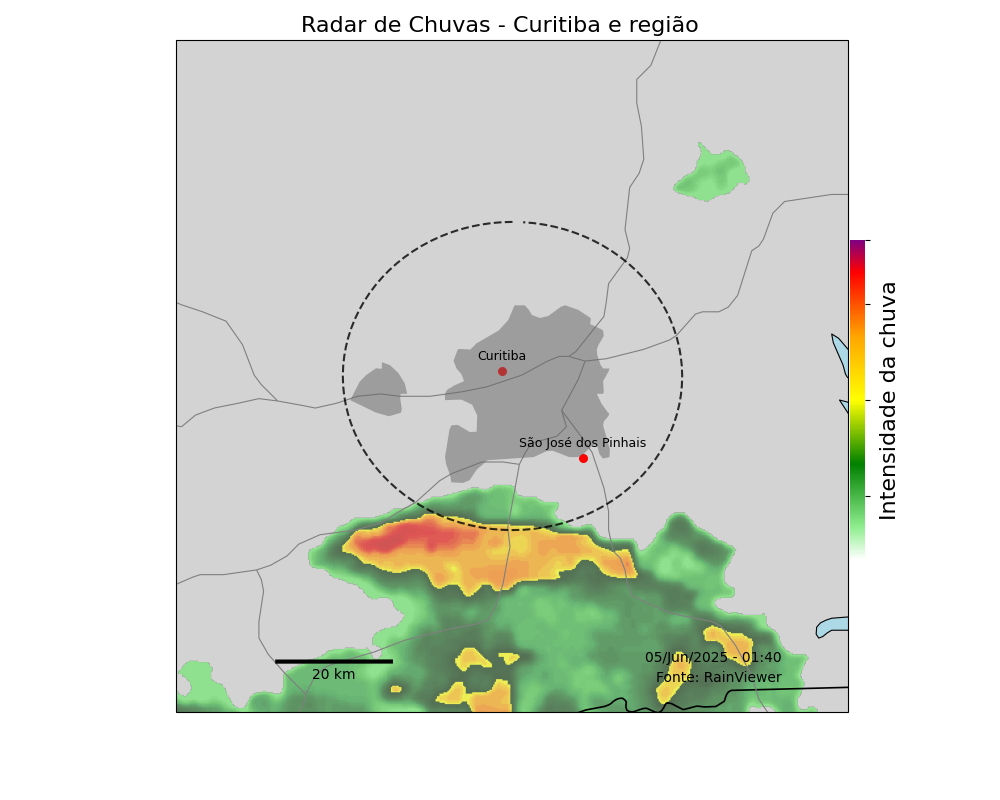 Radar de Chuvas - Curitiba e região
Curitiba
São José dos Pinhais
Intensidade da chuva
05/Jun/2025 - 01:40
20 km
Fonte: RainViewer